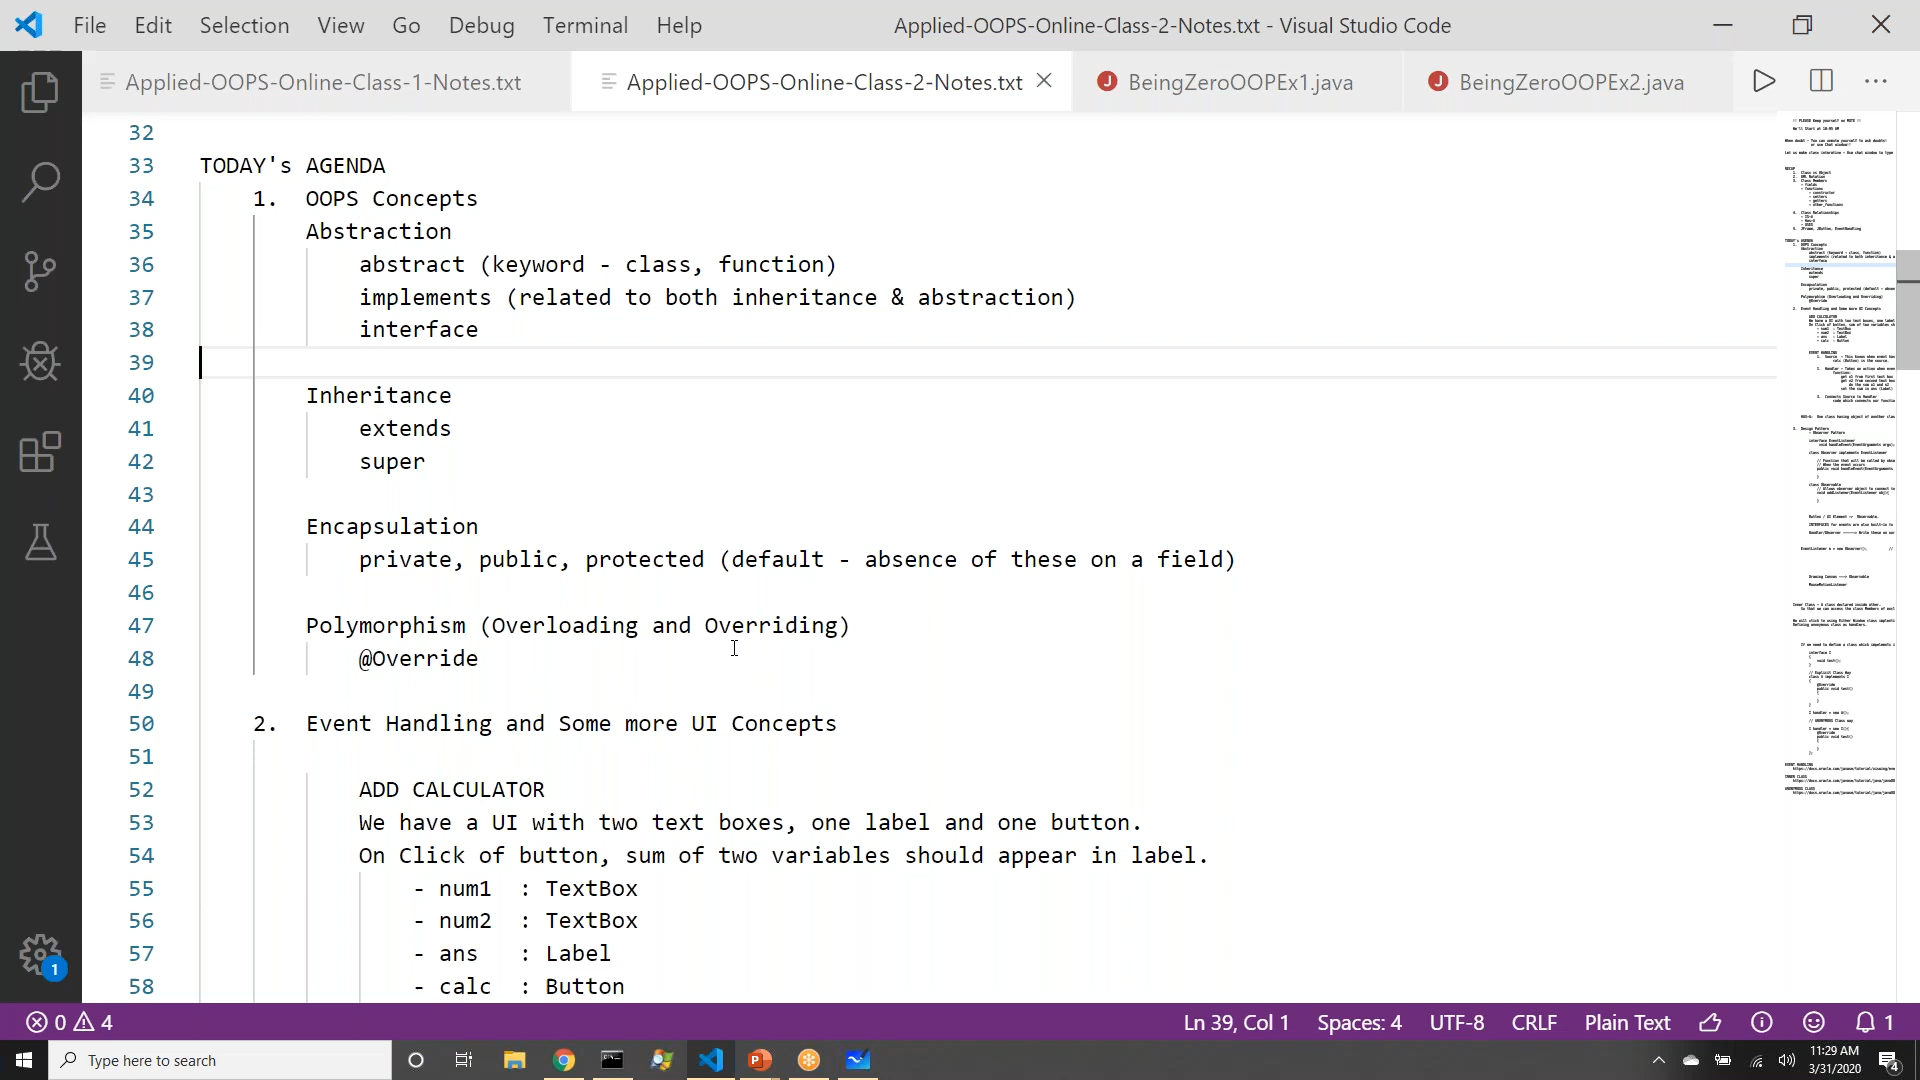 File Edit Selection View Go Debug Terminal Help Applied-OOPS-Online-Class-2-Notes.txt - Visual Studio Code
Applied-OOPS-Online-Class-1-Notes.txt Applied-OOPS-Online-Class-2-Notes.txt BeingZeroOOPEx1.java BeingZeroOOPEx2.java
32
33 TODAY's AGENDA
34 1. OOPS Concepts
35 Abstraction
36 abstract (keyword - class, function)
37 implements (related to both inheritance & abstraction)
38 interface
39
40 Inheritance
41 extends
42 super
43
44 Encapsulation
45 private, public, protected (default - absence of these on a field)
46
47 Polymorphism (Overloading and Overriding)
48 @Override
49
50 2. Event Handling and Some more UI Concepts
51
52 ADD CALCULATOR
53 We have a UI with two text boxes, one label and one button.
54 On Click of button, sum of two variables should appear in label.
55 - num1 : TextBox
56 - num2 : TextBox
57 - ans : Label
58 - calc : Button
1
0 4 Ln 39, Col 1 Spaces: 4 UTF-8 CRLF Plain Text 1
Type here to search
11:29 AM
3/31/2020
4